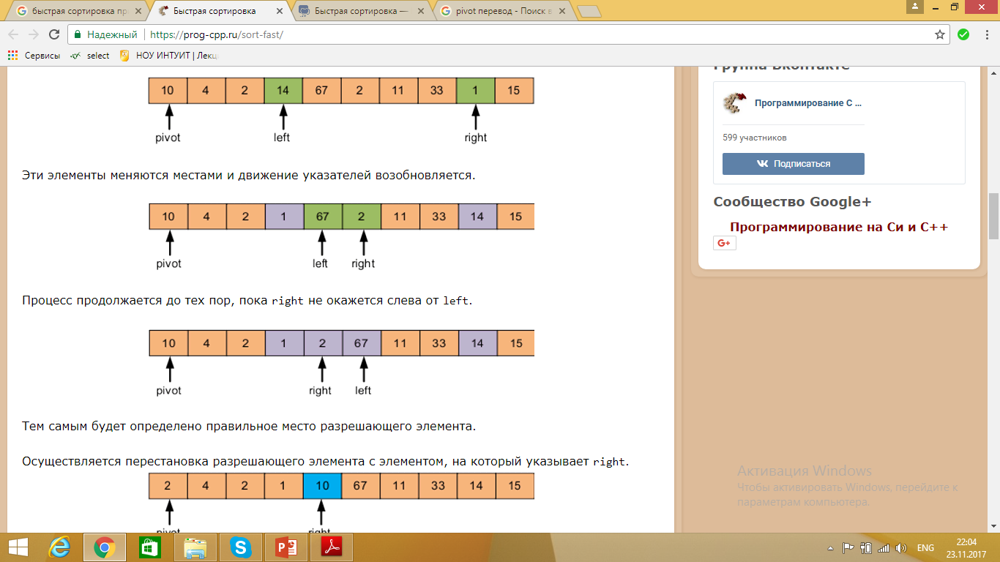 быстрая сортировка пр
Быстрая сортировка
Быстрая сортировка —
pivot перевод - Поиск в
Надежный
https://prog-cpp.ru/sort-fast/
Сервисы
select
НОУ ИНТУИТ | Лекц
10 4 2 14 67 2 11 33 1 15
pivot left right
Эти элементы меняются местами и движение указателей возобновляется.
10 4 2 1 67 2 11 33 14 15
pivot left right
Процесс продолжается до тех пор, пока right не окажется слева от left.
10 4 2 1 2 67 11 33 14 15
pivot right left
Тем самым будет определено правильное место разрешающего элемента.
Осуществляется перестановка разрешающего элемента с элементом, на который указывает right.
2 4 2 1 10 67 11 33 14 15
pivot right
Группа Вконтакте
Программирование С ...
599 участников
Подписаться
Сообщество Google+
Программирование на Си и С++
G+
Активация Windows
Чтобы активировать Windows, перейдите к
параметрам компьютера.
ENG
22:04
23.11.2017